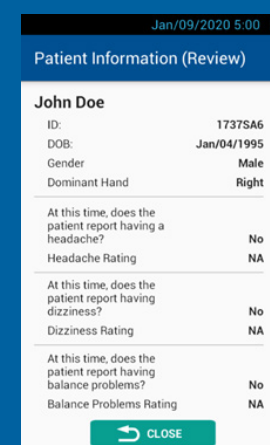 Jan/09/2020 5:00
Patient Information (Review)
John Doe
ID: 1737SA6
DOB: Jan/04/1995
Gender Male
Dominant Hand Right
At this time, does the
patient report having a
headache? No
Headache Rating NA
At this time, does the
patient report having
dizziness? No
Dizziness Rating NA
At this time, does the
patient report having
balance problems? No
Balance Problems Rating NA
CLOSE